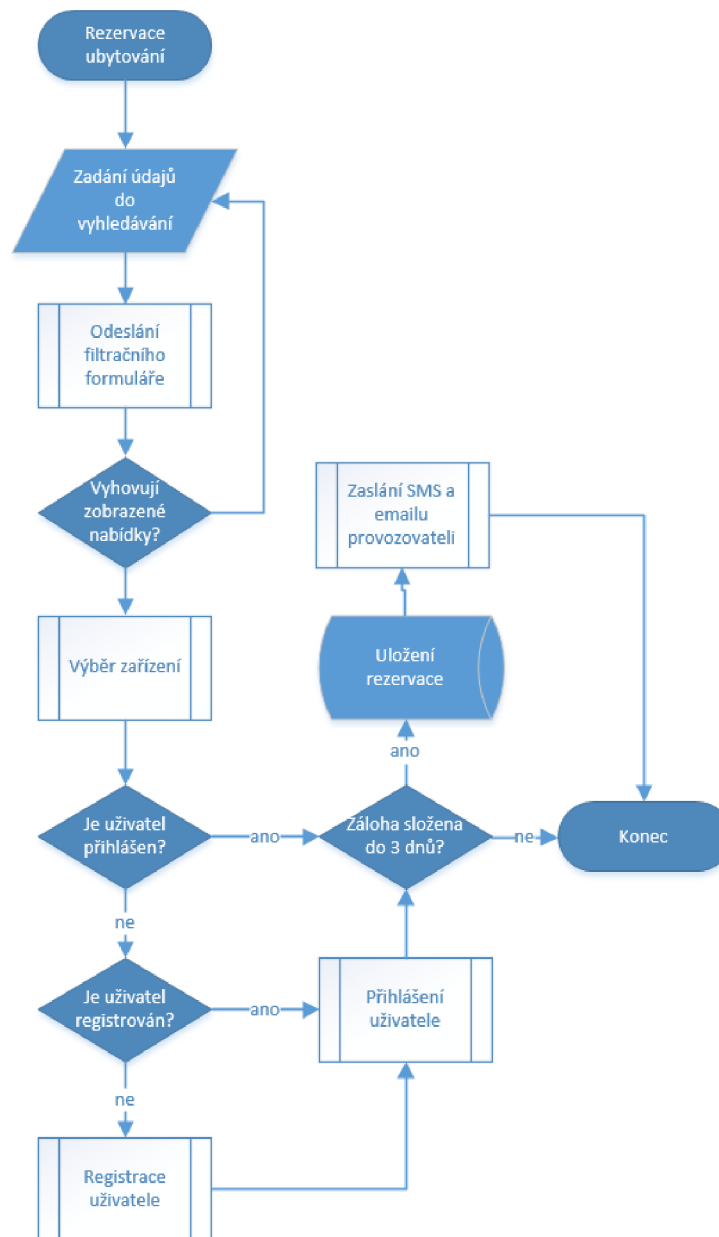 Rezervace
ubytování
Zadání údajů
do
vyhledávání
Odeslání
filtračního
formuláře
Vyhovují
zobrazené
nabídky?
Zaslání SMS a
emailu
provozovateli
Výběr zařízení
Uložení
rezervace
ano
Je uživatel
přihlášen?
ano
Záloha složena
do 3 dnů?
ne
Konec
ne
Je uživatel
registrován?
ano
Přihlášení
uživatele
ne
Registrace
uživatele